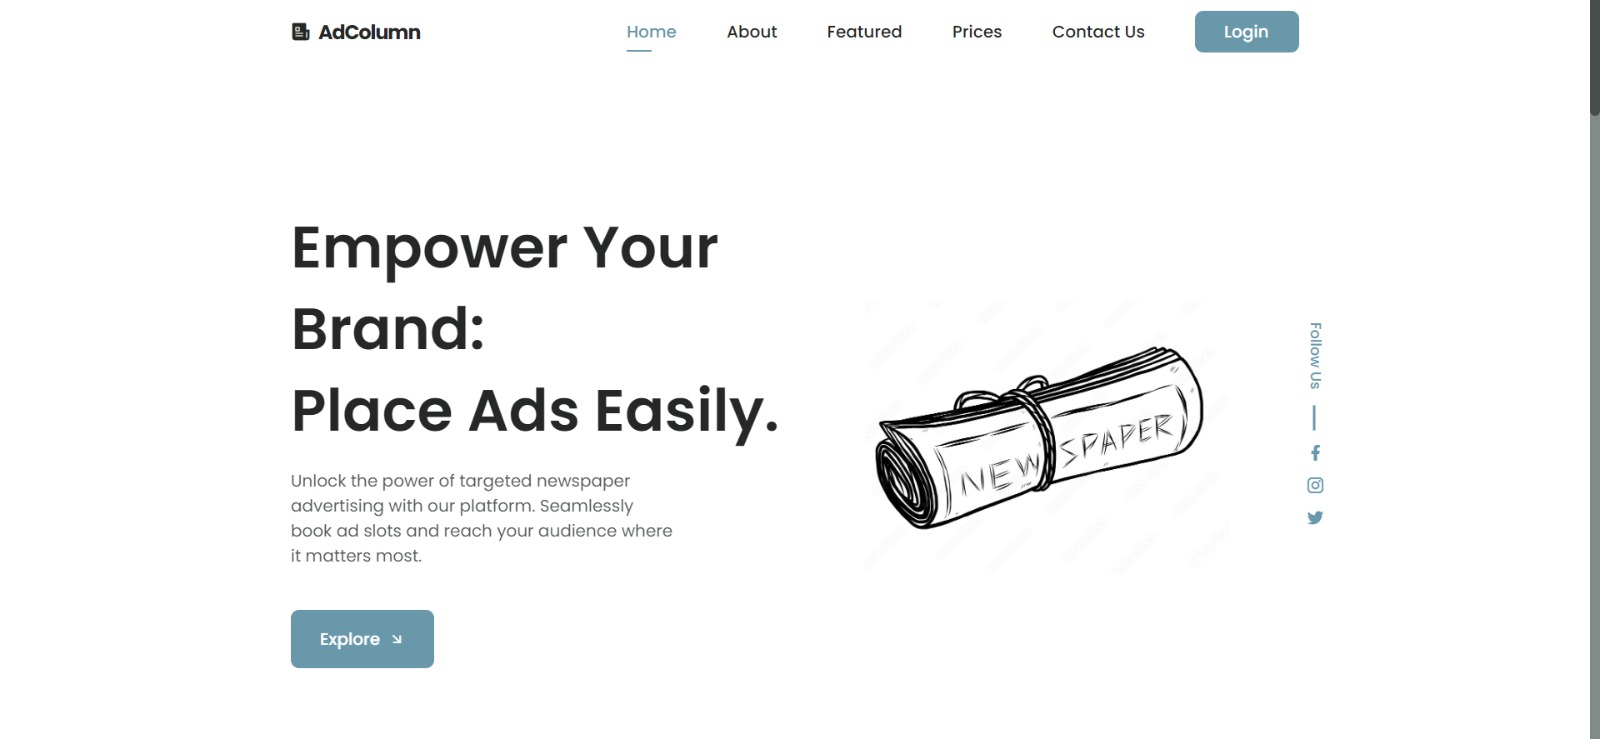 AdColumn
Home About Featured Prices Contact Us Login
Empower Your
Brand:
Place Ads Easily.
Unlock the power of targeted newspaper
advertising with our platform. Seamlessly
book ad slots and reach your audience where
it matters most.
Explore
NEWSPAPER
Follow Us